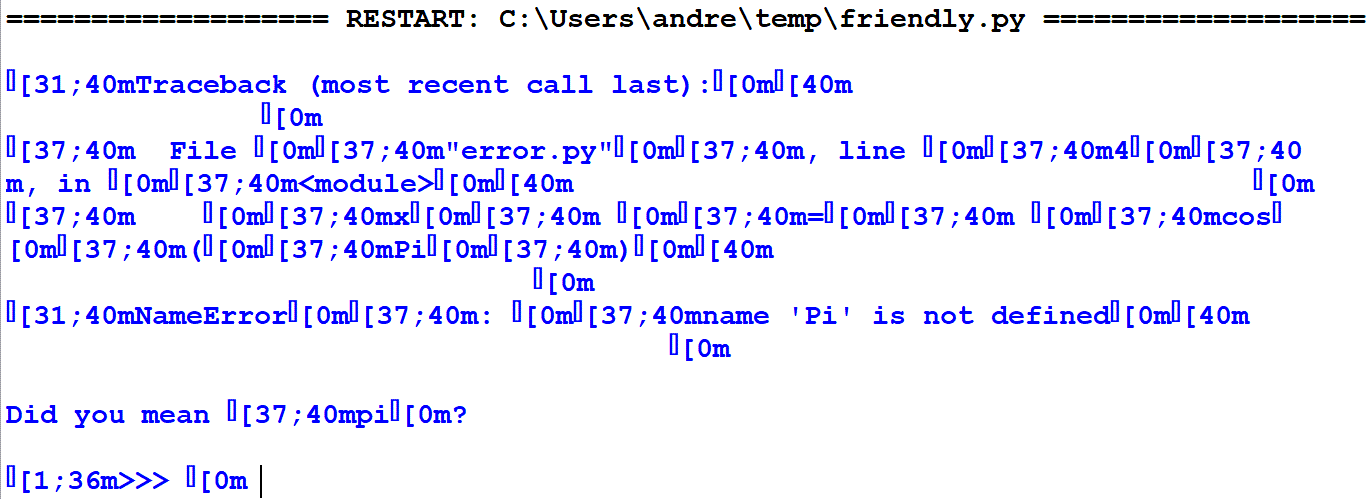 =================== RESTART: C:\Users\andre\temp\friendly.py ===================
▯[31;40mTraceback (most recent call last):▯[0m▯[40m
▯[0m
▯[37;40m  File ▯[0m▯[37;40m"error.py"▯[0m▯[37;40m, line ▯[0m▯[37;40m4▯[0m▯[37;40
m, in ▯[0m▯[37;40m<module>▯[0m▯[40m                                        ▯[0m
▯[37;40m    ▯[0m▯[37;40mx▯[0m▯[37;40m ▯[0m▯[37;40m=▯[0m▯[37;40m ▯[0m▯[37;40mcos▯
[0m▯[37;40m(▯[0m▯[37;40mPi▯[0m▯[37;40m)▯[0m▯[40m
▯[0m
▯[31;40mNameError▯[0m▯[37;40m: ▯[0m▯[37;40mname 'Pi' is not defined▯[0m▯[40m
▯[0m
Did you mean ▯[37;40mpi▯[0m?
▯[1;36m>>> ▯[0m